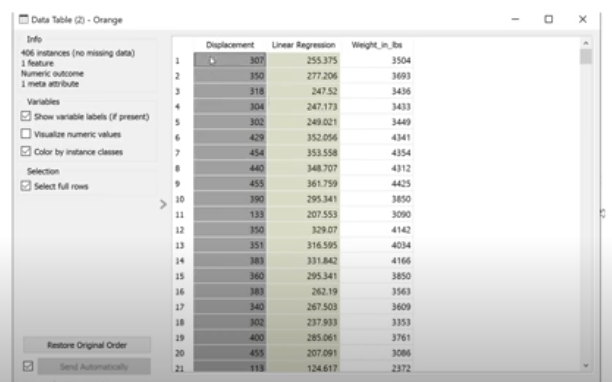 Data Table (2) - Orange
Info
406 instances (no missing data)
1 feature
Numeric outcome
1 meta attribute
Variables
Show variable labels (if present)
Visualize numeric values
Color by instance classes
Selection
Select full rows
Restore Original Order
Send Automatically
Displacement Linear Regression Weight_in_lbs
1 307 255.375 3504
2 350 277.206 3693
3 318 247.52 3436
4 304 247.173 3433
5 302 249.021 3449
6 429 352.056 4341
7 454 353.558 4354
8 440 348.707 4312
9 455 361.759 4425
10 390 295.341 3850
11 133 207.553 3090
12 350 329.07 4142
13 351 316.595 4034
14 383 331.842 4166
15 360 295.341 3850
16 383 262.19 3563
17 340 267.503 3609
18 302 237.933 3353
19 400 285.061 3761
20 455 207.091 3086
21 113 124.617 2372